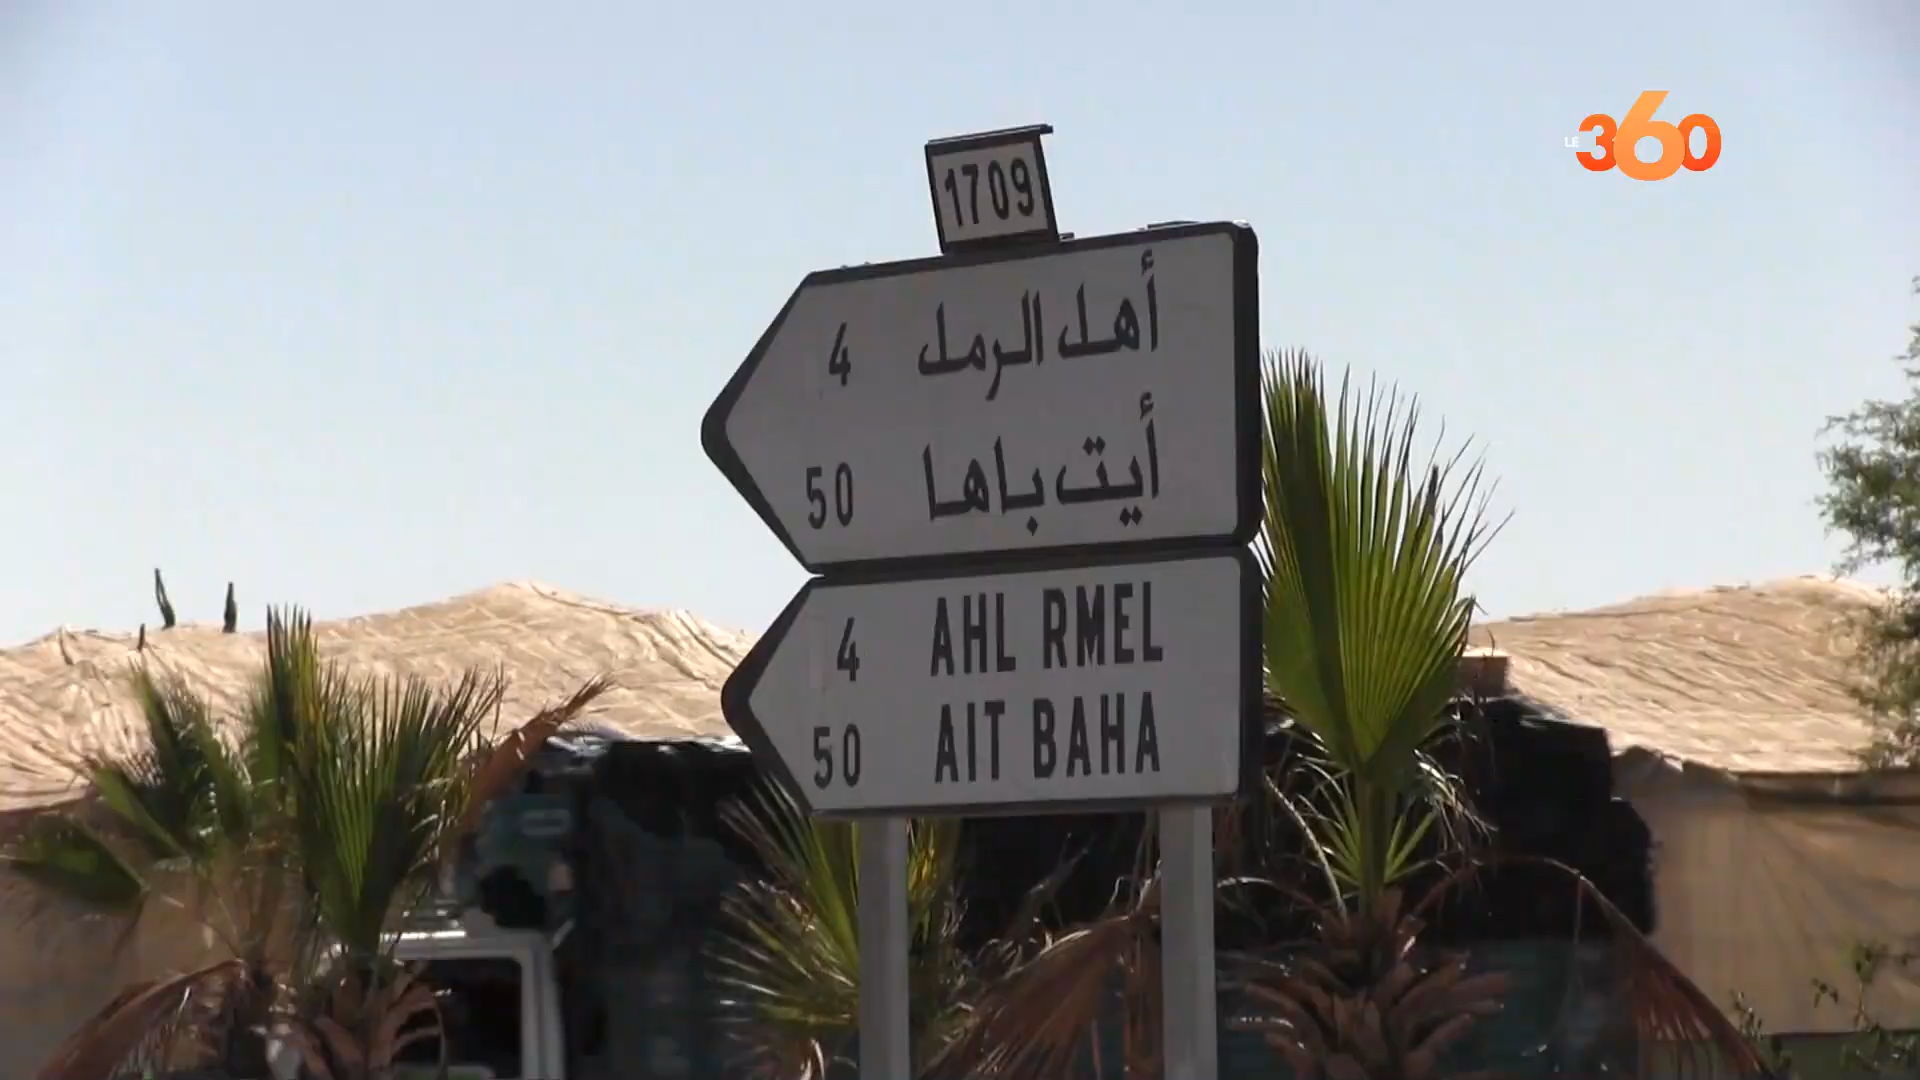 LE 360
1709
أهل الرمل 4
أيت باها 50
4 AHL RMEL
50 AIT BAHA